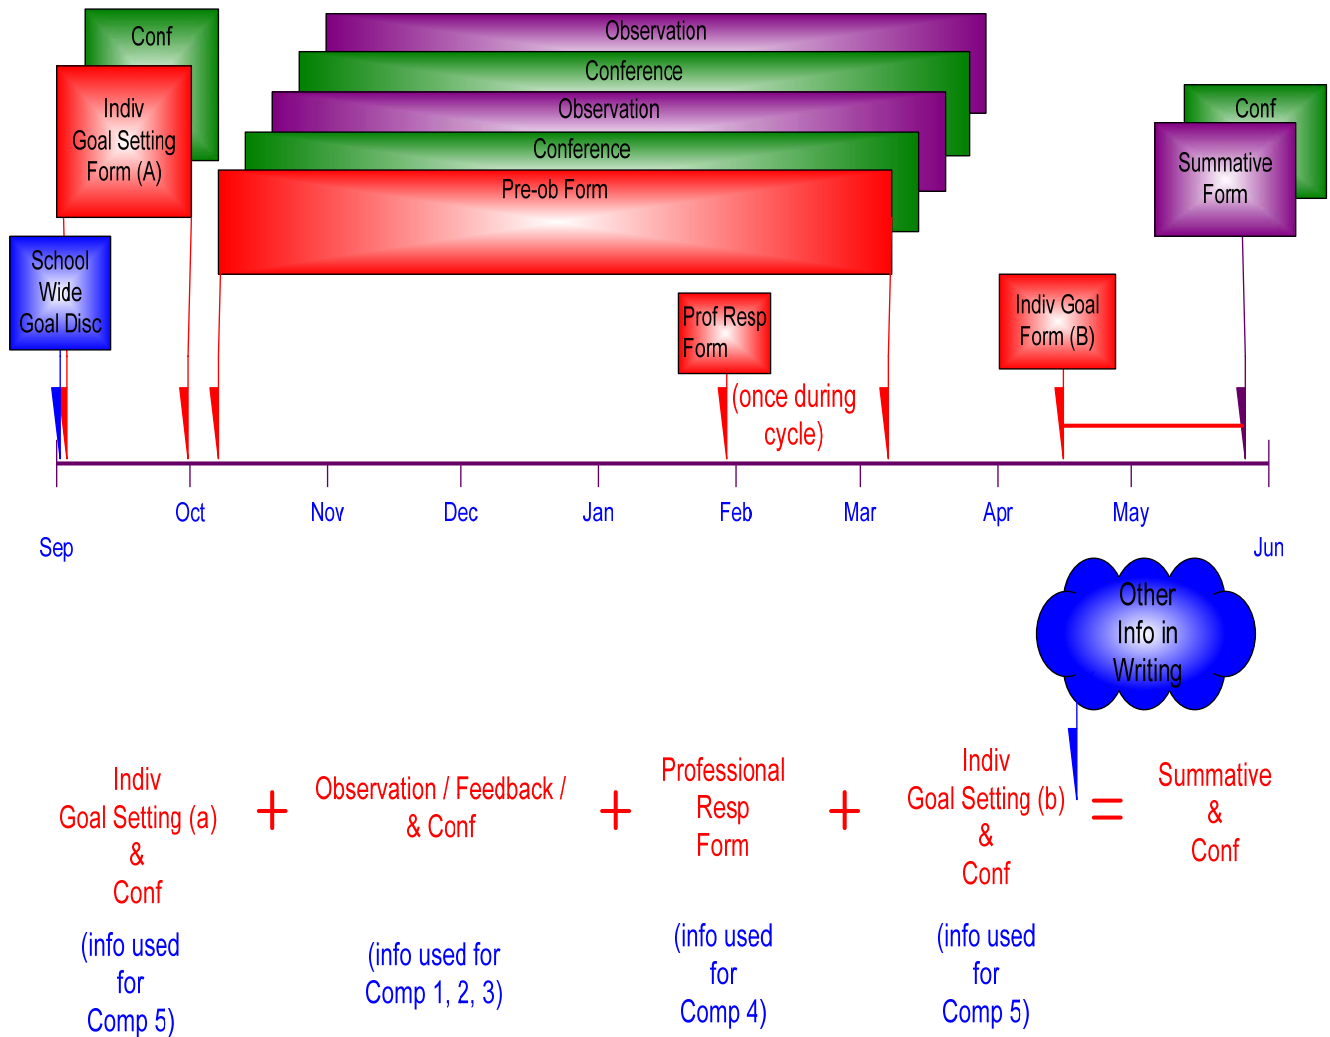 Conf
Indiv
Goal Setting
Form (A)
School
Wide
Goal Disc
Observation
Conference
Observation
Conference
Pre-ob Form
Prof Resp
Form
(once during
cycle)
Indiv Goal
Form (B)
Conf
Summative
Form
Sep
Oct
Nov
Dec
Jan
Feb
Mar
Apr
May
Jun
Other
Info in
Writing
Indiv
Goal Setting (a)
&
Conf
(info used
for
Comp 5)
+
Observation / Feedback /
& Conf
(info used for
Comp 1, 2, 3)
+
Professional
Resp
Form
(info used
for
Comp 4)
+
Indiv
Goal Setting (b)
&
Conf
(info used
for
Comp 5)
=
Summative
&
Conf